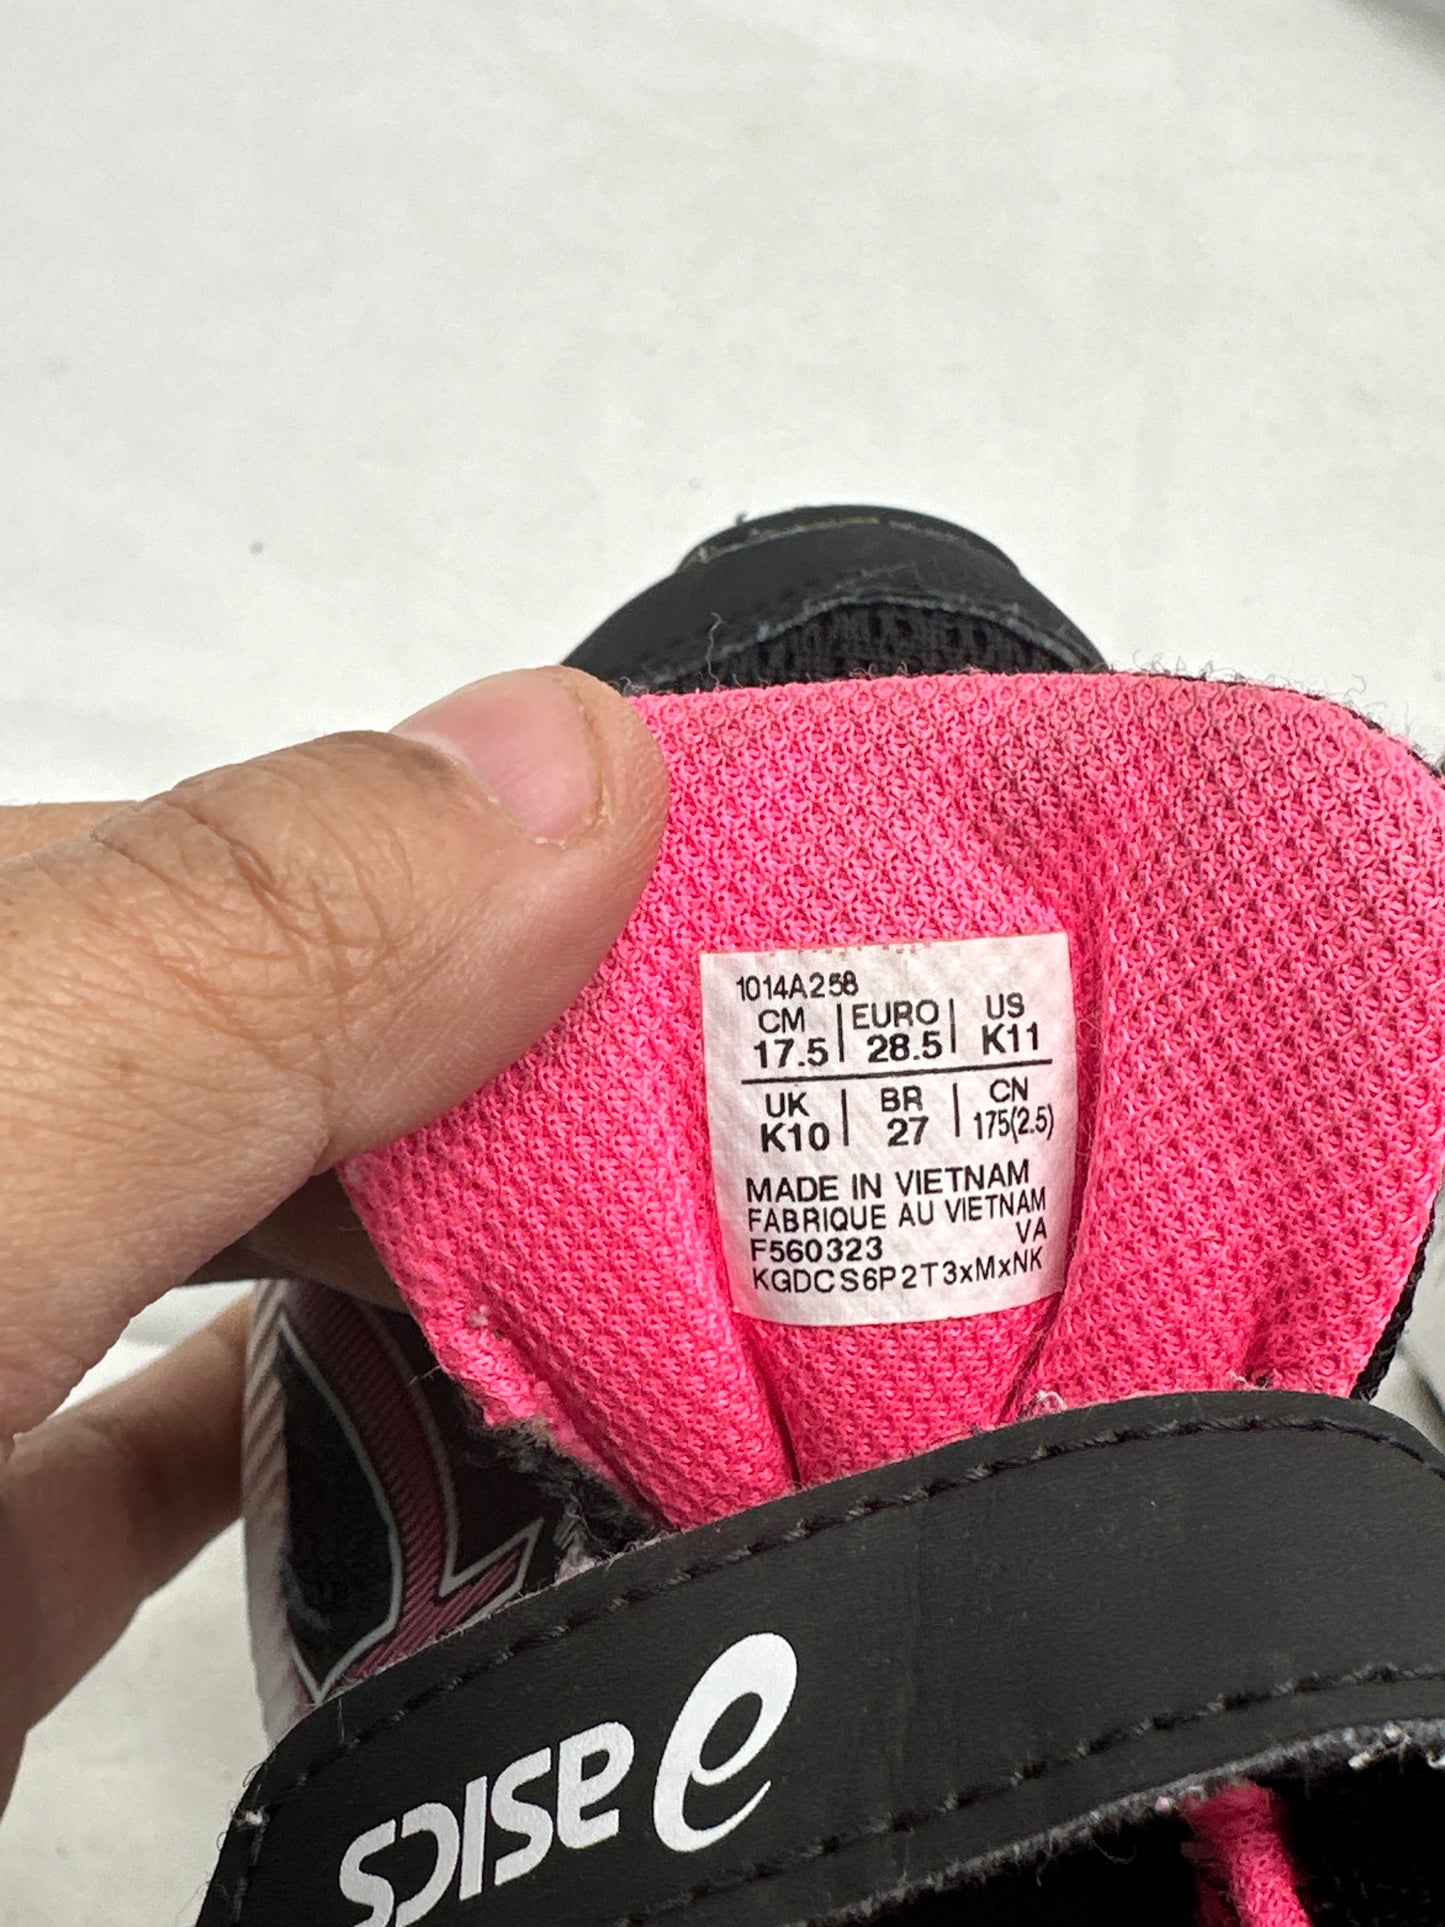 1014A258
CM | EURO | US
17.5 | 28.5 | K11
UK | BR | CN
K10 | 27 | 175(2.5)
MADE IN VIETNAM
FABRIQUE AU VIETNAM
VA
F560323
KGDCS6P2T3xMxNK
asics